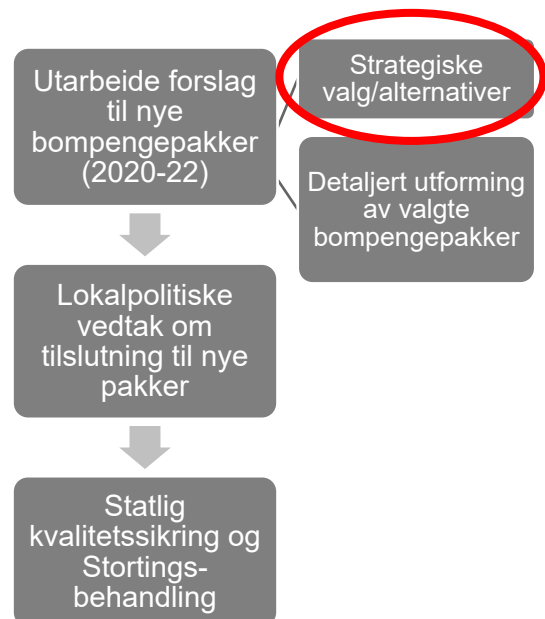 Utarbeide forslag
til nye
bompengepakker
(2020-22)
Strategiske
valg/alternativer
Detaljert utforming
av valgte
bompengepakker
Lokalpolitiske
vedtak om
tilslutning til nye
pakker
Statlig
kvalitetssikring og
Stortings-
behandling